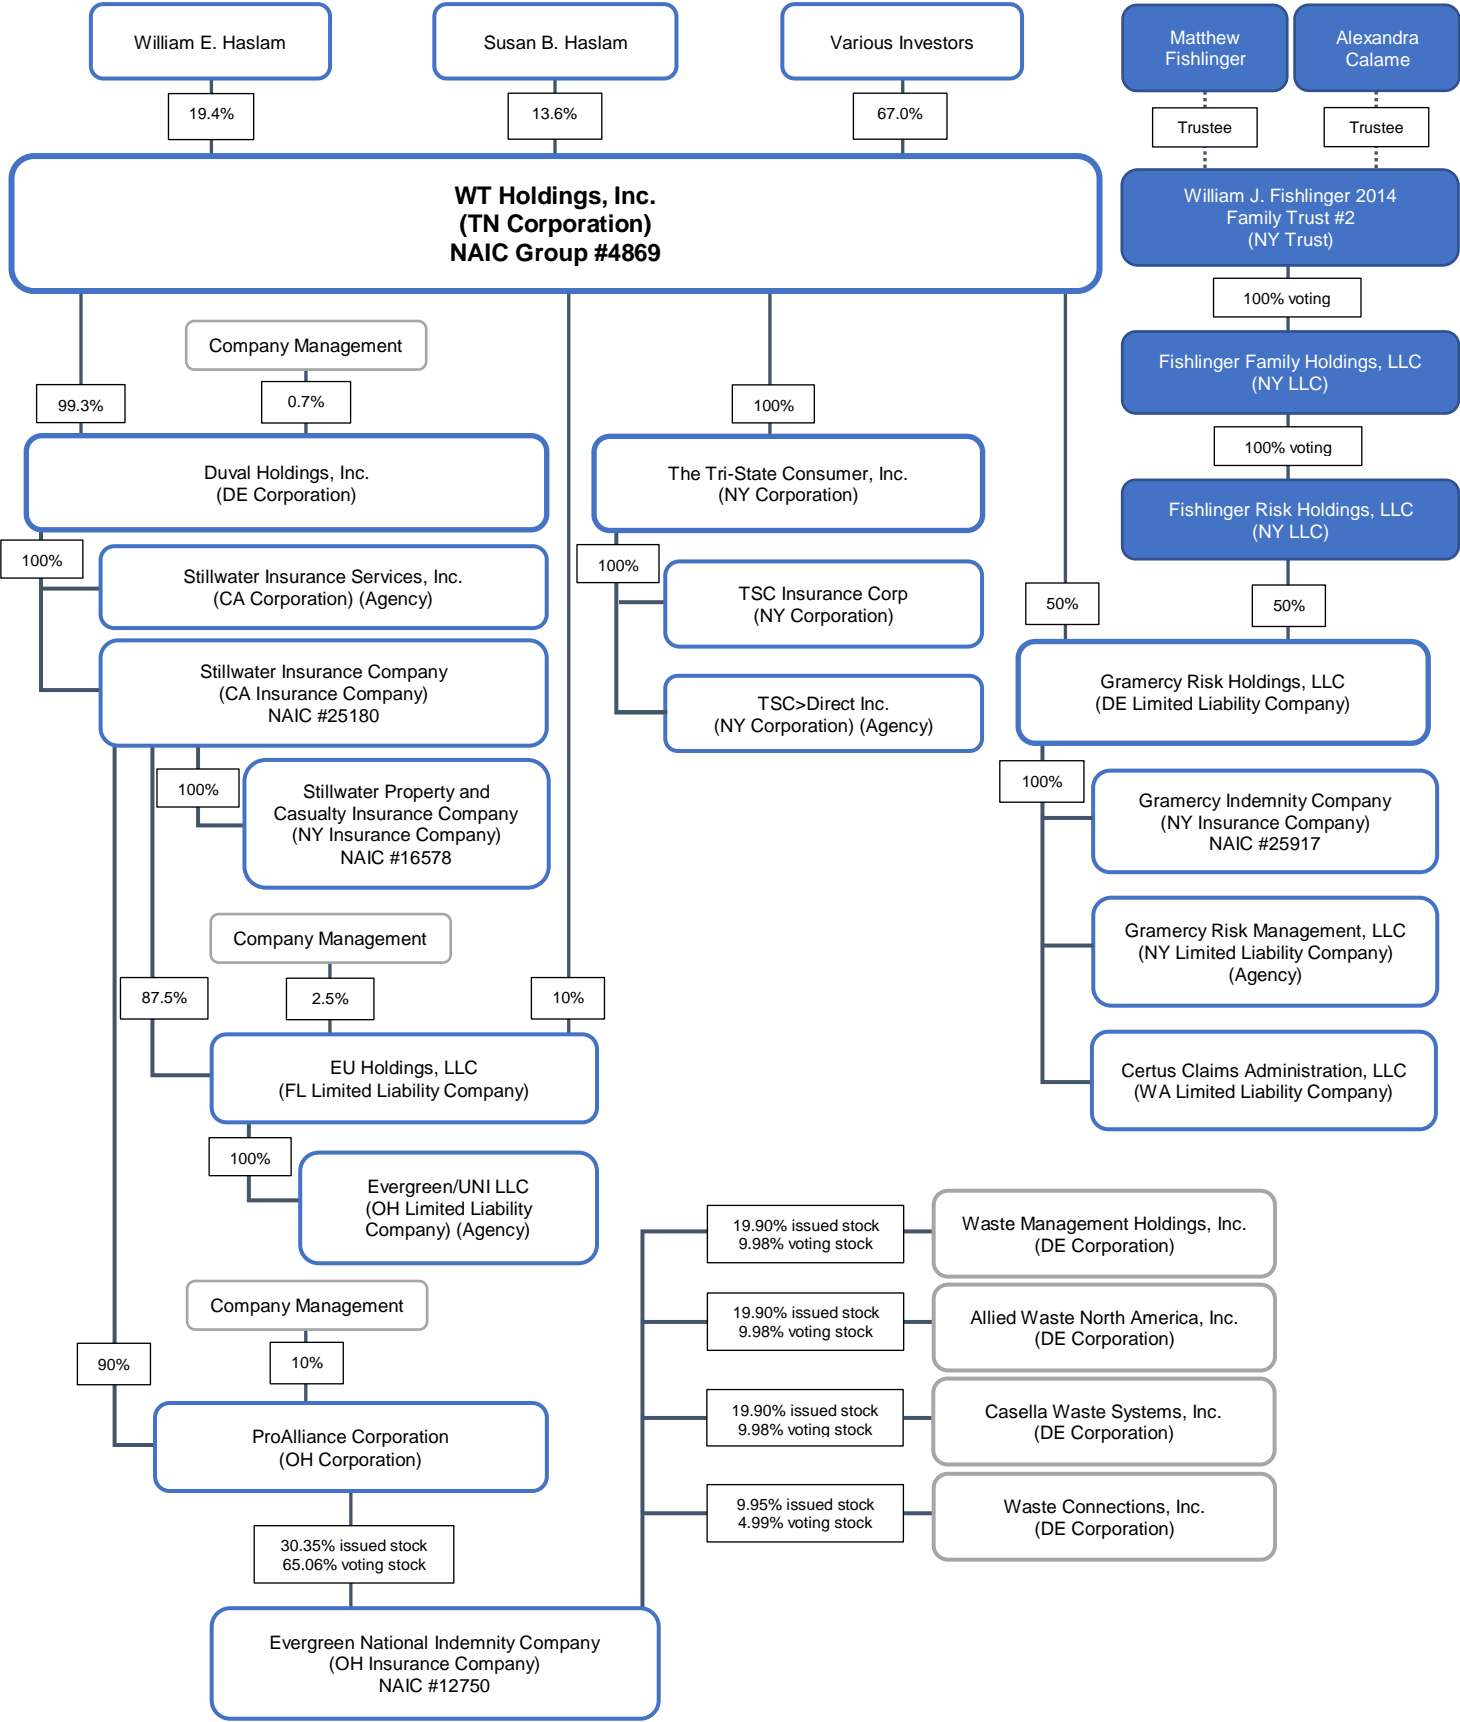 William E. Haslam
Susan B. Haslam
Various Investors
Matthew
Fishlinger
Alexandra
Calame
19.4%
13.6%
67.0%
Trustee
Trustee
WT Holdings, Inc.
(TN Corporation)
NAIC Group #4869
William J. Fishlinger 2014
Family Trust #2
(NY Trust)
100% voting
Company Management
Fishlinger Family Holdings, LLC
(NY LLC)
99.3%
0.7%
100%
100% voting
Duval Holdings, Inc.
(DE Corporation)
The Tri-State Consumer, Inc.
(NY Corporation)
Fishlinger Risk Holdings, LLC
(NY LLC)
100%
Stillwater Insurance Services, Inc.
(CA Corporation) (Agency)
100%
TSC Insurance Corp
(NY Corporation)
50%
50%
Stillwater Insurance Company
(CA Insurance Company)
NAIC #25180
TSC>Direct Inc.
(NY Corporation) (Agency)
Gramercy Risk Holdings, LLC
(DE Limited Liability Company)
100%
Stillwater Property and
Casualty Insurance Company
(NY Insurance Company)
NAIC #16578
100%
Gramercy Indemnity Company
(NY Insurance Company)
NAIC #25917
Company Management
Gramercy Risk Management, LLC
(NY Limited Liability Company)
(Agency)
87.5%
2.5%
10%
EU Holdings, LLC
(FL Limited Liability Company)
Certus Claims Administration, LLC
(WA Limited Liability Company)
100%
Evergreen/UNI LLC
(OH Limited Liability
Company) (Agency)
19.90% issued stock
9.98% voting stock
Waste Management Holdings, Inc.
(DE Corporation)
Company Management
19.90% issued stock
9.98% voting stock
Allied Waste North America, Inc.
(DE Corporation)
90%
10%
19.90% issued stock
9.98% voting stock
Casella Waste Systems, Inc.
(DE Corporation)
ProAlliance Corporation
(OH Corporation)
9.95% issued stock
4.99% voting stock
Waste Connections, Inc.
(DE Corporation)
30.35% issued stock
65.06% voting stock
Evergreen National Indemnity Company
(OH Insurance Company)
NAIC #12750